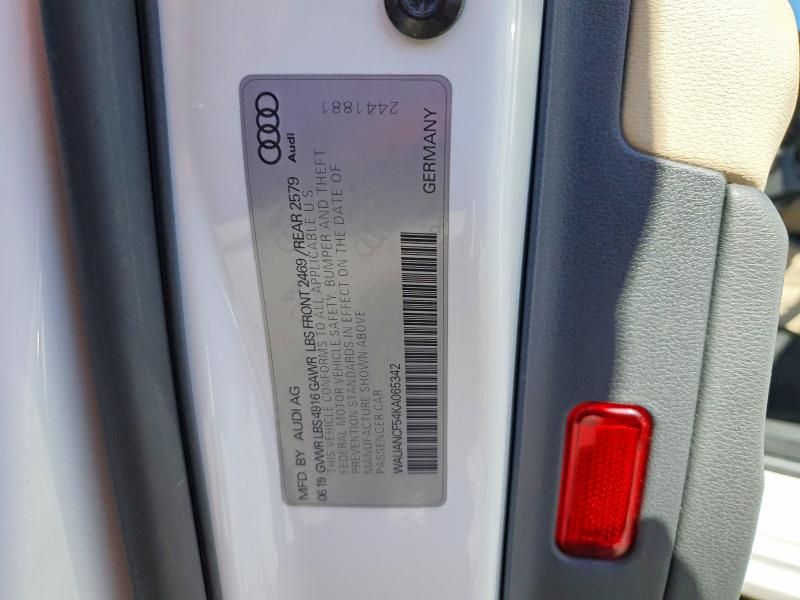 MFD. BY AUDI AG
Audi
06 19 GVWR LBS 4916 GAWR LBS FRONT 2469 / REAR 2579
THIS VEHICLE CONFORMS TO ALL APPLICABLE U.S.
FEDERAL MOTOR VEHICLE SAFETY. BUMPER AND THEFT
PREVENTION STANDARDS IN EFFECT ON THE DATE OF
MANUFACTURE SHOWN ABOVE
PASSENGER CAR
2441881
WAUANCF54KA065342
GERMANY